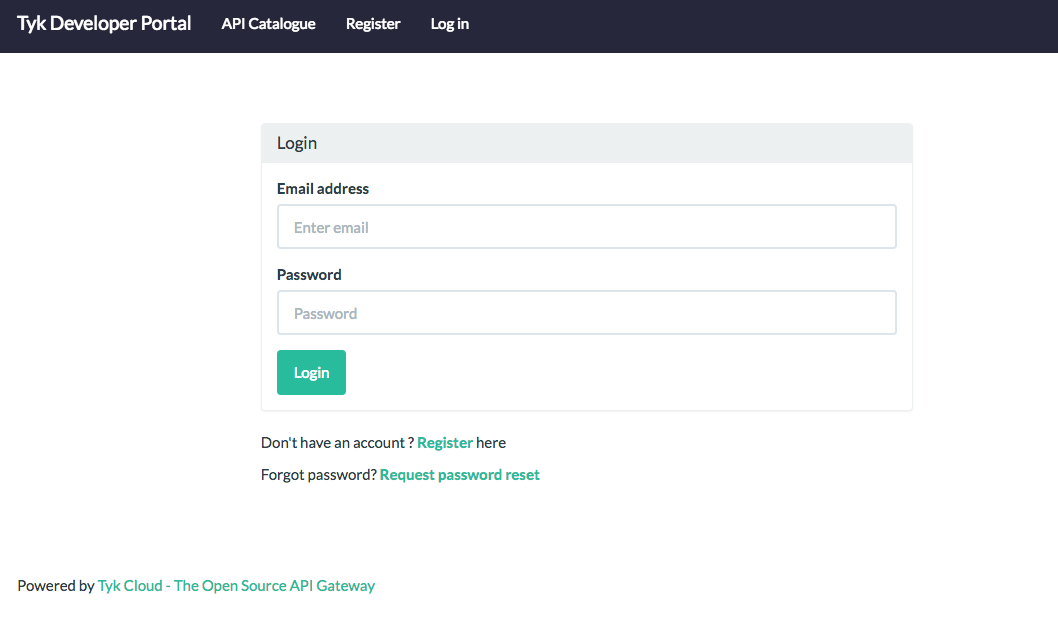 Tyk Developer Portal API Catalogue Register Log in
Login
Email address
Enter email
Password
Password
Login
Don't have an account ? Register here
Forgot password? Request password reset
Powered by Tyk Cloud - The Open Source API Gateway